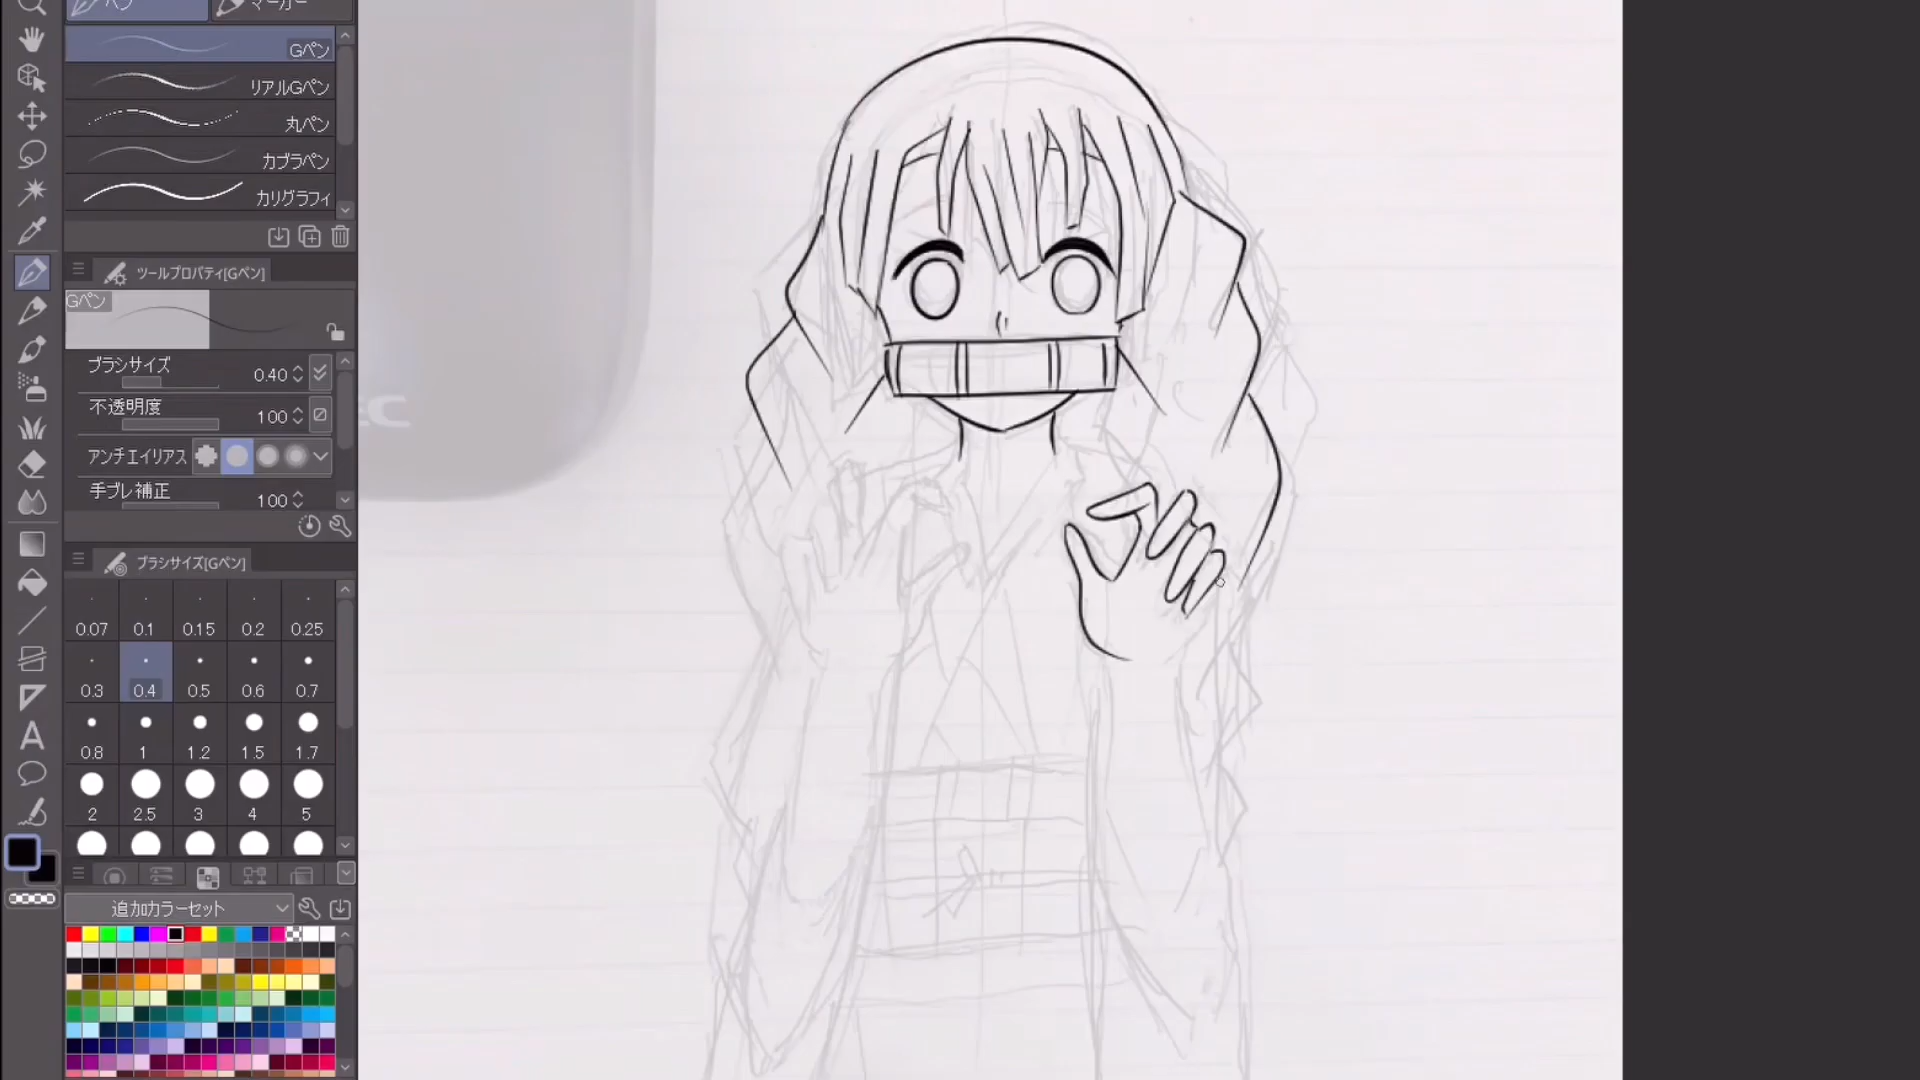 ペン
マーカー
Gペン
リアルGペン
丸ペン
カブラペン
カリグラフィ
ツールプロパティ[Gペン]
Gペン
ブラシサイズ 0.40
不透明度 100
アンチエイリアス
手ブレ補正 100
ブラシサイズ[Gペン]
0.07 0.1 0.15 0.2 0.25
0.3 0.4 0.5 0.6 0.7
0.8 1 1.2 1.5 1.7
2 2.5 3 4 5
追加カラーセット